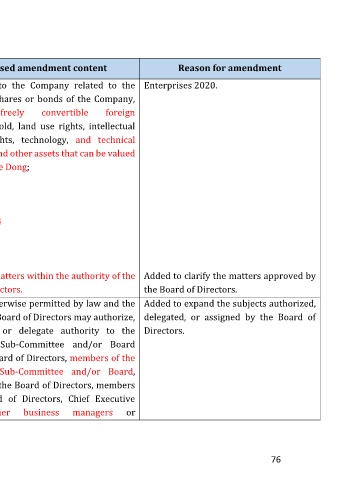 sed amendment content Reason for amendment
to the Company related to the Enterprises 2020.
hares or bonds of the Company,
freely convertible foreign
old, land use rights, intellectual
hts, technology, and technical
nd other assets that can be valued
e Dong;
atters within the authority of the Added to clarify the matters approved by
ctors. the Board of Directors.
erwise permitted by law and the Added to expand the subjects authorized,
Board of Directors may authorize, delegated, or assigned by the Board of
or delegate authority to the Directors.
Sub-Committee and/or Board
ard of Directors, members of the
Sub-Committee and/or Board,
the Board of Directors, members
d of Directors, Chief Executive
er business managers or
76